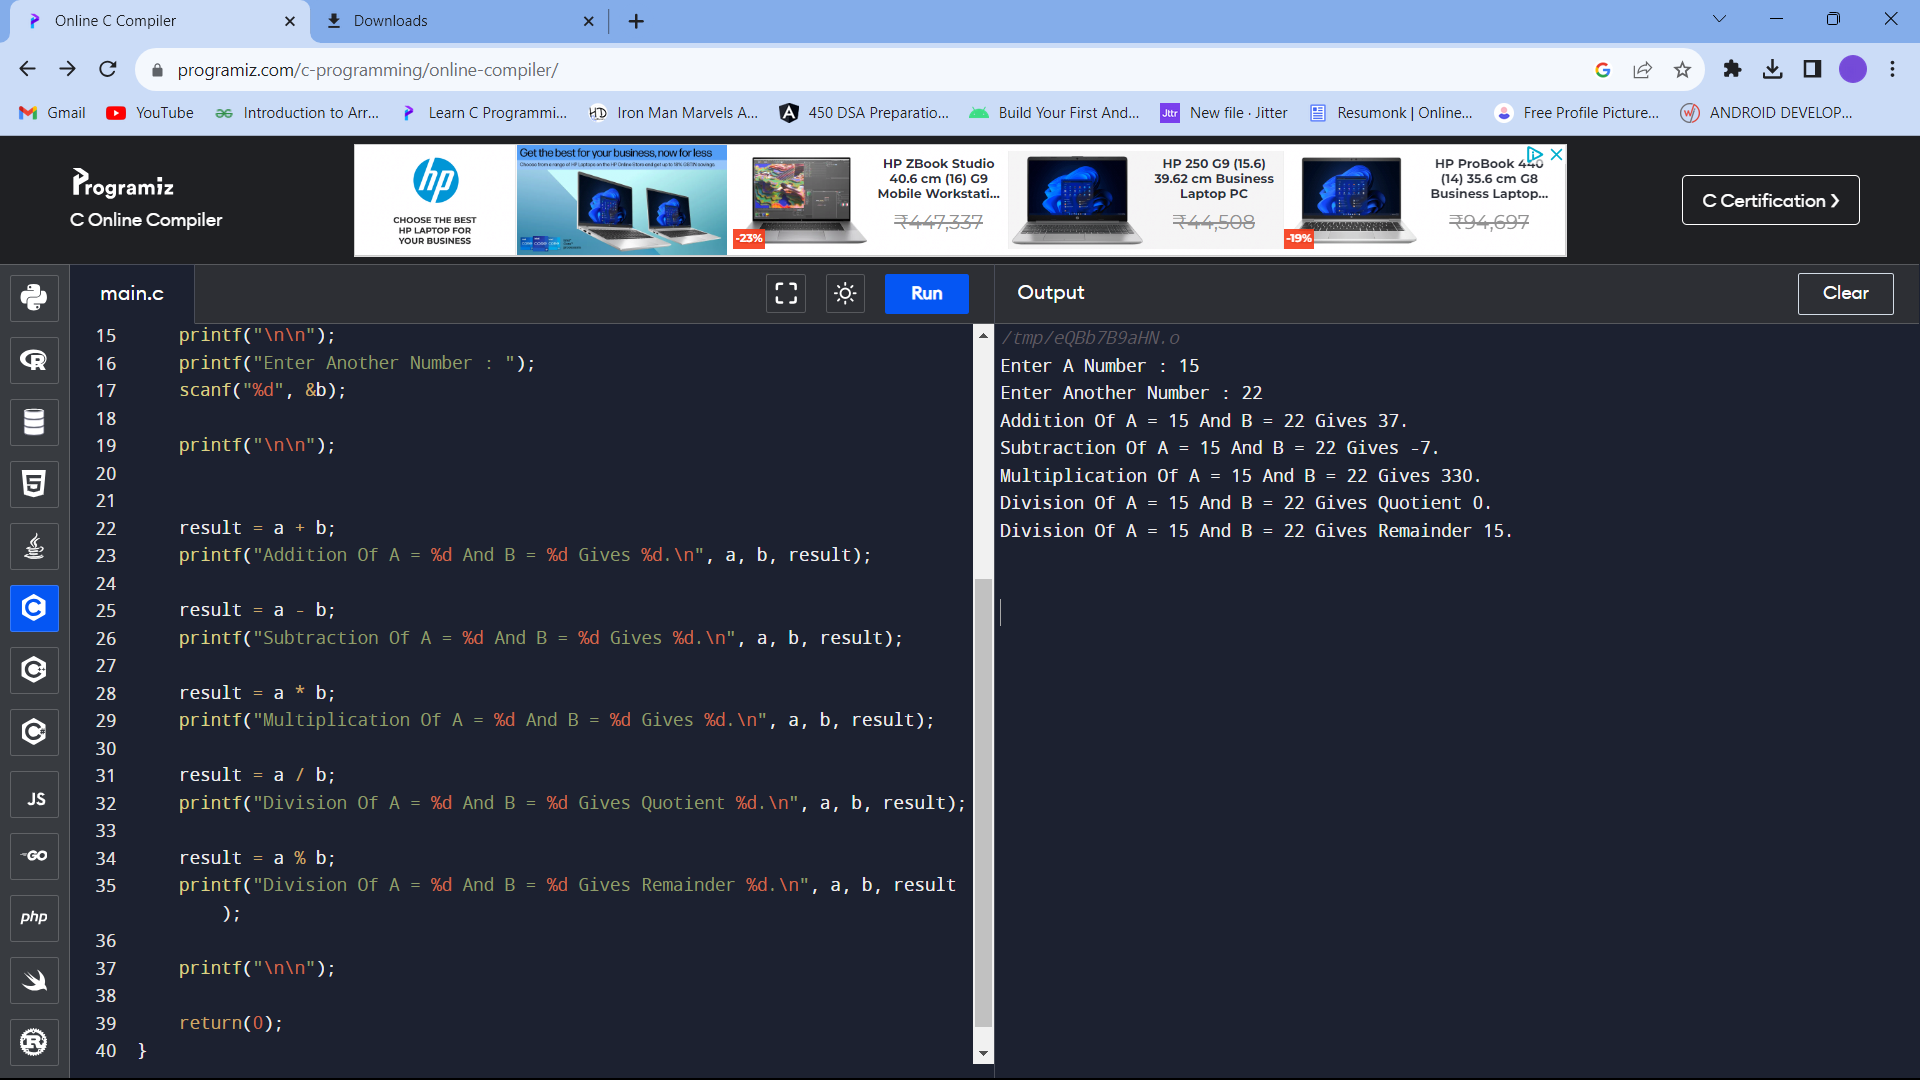 Online C Compiler
Downloads
programiz.com/c-programming/online-compiler/
Gmail
YouTube
Introduction to Arr...
Learn C Programmi...
Iron Man Marvels A...
450 DSA Preparatio...
Build Your First And...
New file · Jitter
Resumonk | Online...
Free Profile Picture...
ANDROID DEVELOP...
Programiz
C Online Compiler
hp
CHOOSE THE BEST
HP LAPTOP FOR
YOUR BUSINESS
Get the best for your business, now for less
-23%
HP ZBook Studio
40.6 cm (16) G9
Mobile Workstati...
₹447,337
HP 250 G9 (15.6)
39.62 cm Business
Laptop PC
₹44,508
-19%
HP ProBook 440
(14) 35.6 cm G8
Business Laptop...
₹94,697
C Certification ❯
main.c
Run
Output
Clear
15 printf("\n\n");
16 printf("Enter Another Number : ");
17 scanf("%d", &b);
18
19 printf("\n\n");
20
21
22 result = a + b;
23 printf("Addition Of A = %d And B = %d Gives %d.\n", a, b, result);
24
25 result = a - b;
26 printf("Subtraction Of A = %d And B = %d Gives %d.\n", a, b, result);
27
28 result = a * b;
29 printf("Multiplication Of A = %d And B = %d Gives %d.\n", a, b, result);
30
31 result = a / b;
32 printf("Division Of A = %d And B = %d Gives Quotient %d.\n", a, b, result);
33
34 result = a % b;
35 printf("Division Of A = %d And B = %d Gives Remainder %d.\n", a, b, result
);
36
37 printf("\n\n");
38
39 return(0);
40 }
/tmp/eQBb7B9aHN.o
Enter A Number : 15
Enter Another Number : 22
Addition Of A = 15 And B = 22 Gives 37.
Subtraction Of A = 15 And B = 22 Gives -7.
Multiplication Of A = 15 And B = 22 Gives 330.
Division Of A = 15 And B = 22 Gives Quotient 0.
Division Of A = 15 And B = 22 Gives Remainder 15.
JS
GO
php